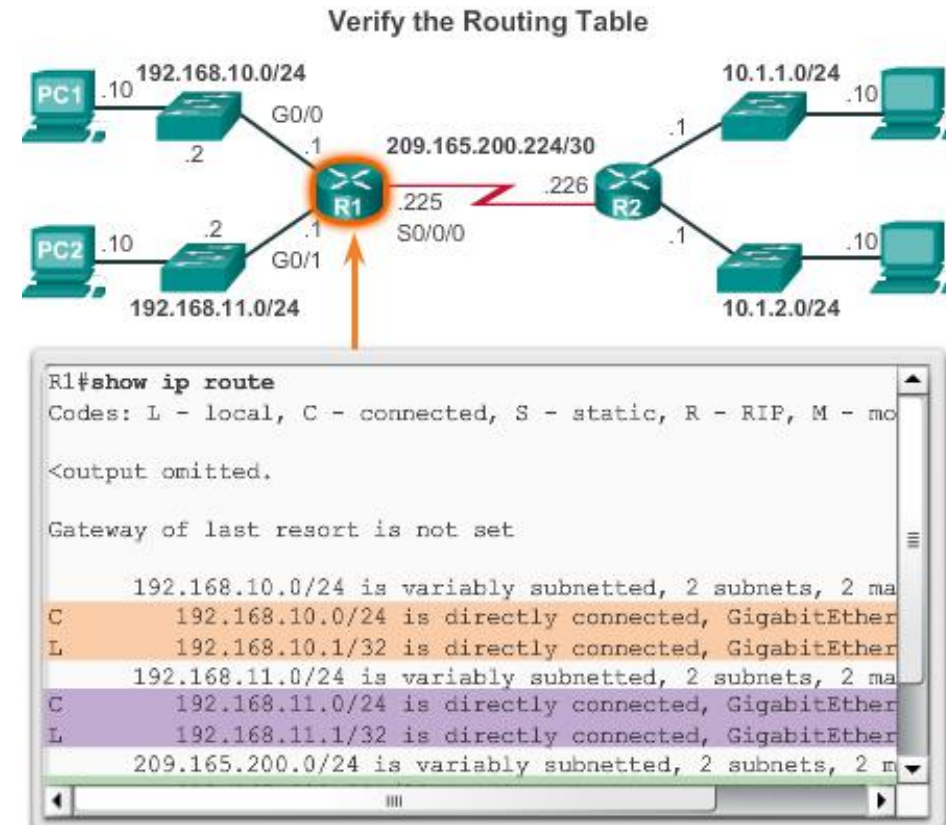 Verify the Routing Table
192.168.10.0/24
10.1.1.0/24
PC1
.10
.10
G0/0
.2
.1
209.165.200.224/30
.1
.226
R1
.225
R2
S0/0/0
PC2
.10
.2
.1
G0/1
.1
.10
192.168.11.0/24
10.1.2.0/24
R1#show ip route
Codes: L - local, C - connected, S - static, R - RIP, M - mo
<output omitted.
Gateway of last resort is not set
192.168.10.0/24 is variably subnetted, 2 subnets, 2 ma
C 192.168.10.0/24 is directly connected, GigabitEther
L 192.168.10.1/32 is directly connected, GigabitEther
192.168.11.0/24 is variably subnetted, 2 subnets, 2 ma
C 192.168.11.0/24 is directly connected, GigabitEther
L 192.168.11.1/32 is directly connected, GigabitEther
209.165.200.0/24 is variably subnetted, 2 subnets, 2 m